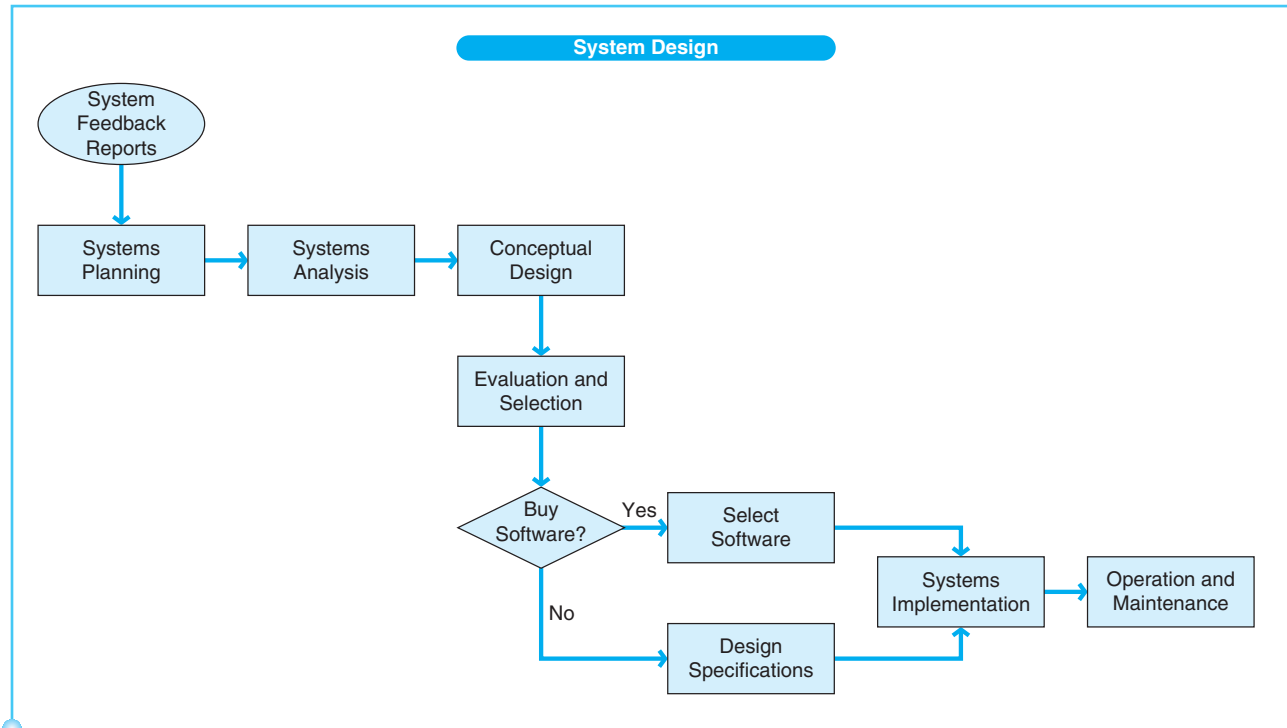 System Design
System
Feedback
Reports
Systems
Planning
Systems
Analysis
Conceptual
Design
Evaluation and
Selection
Buy
Software?
Yes
No
Select
Software
Design
Specifications
Systems
Implementation
Operation and
Maintenance